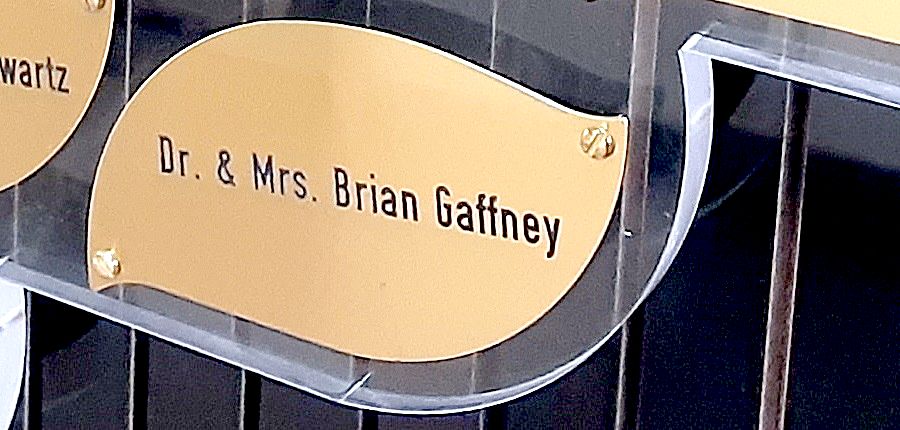 wartz
Dr. & Mrs. Brian Gaffney